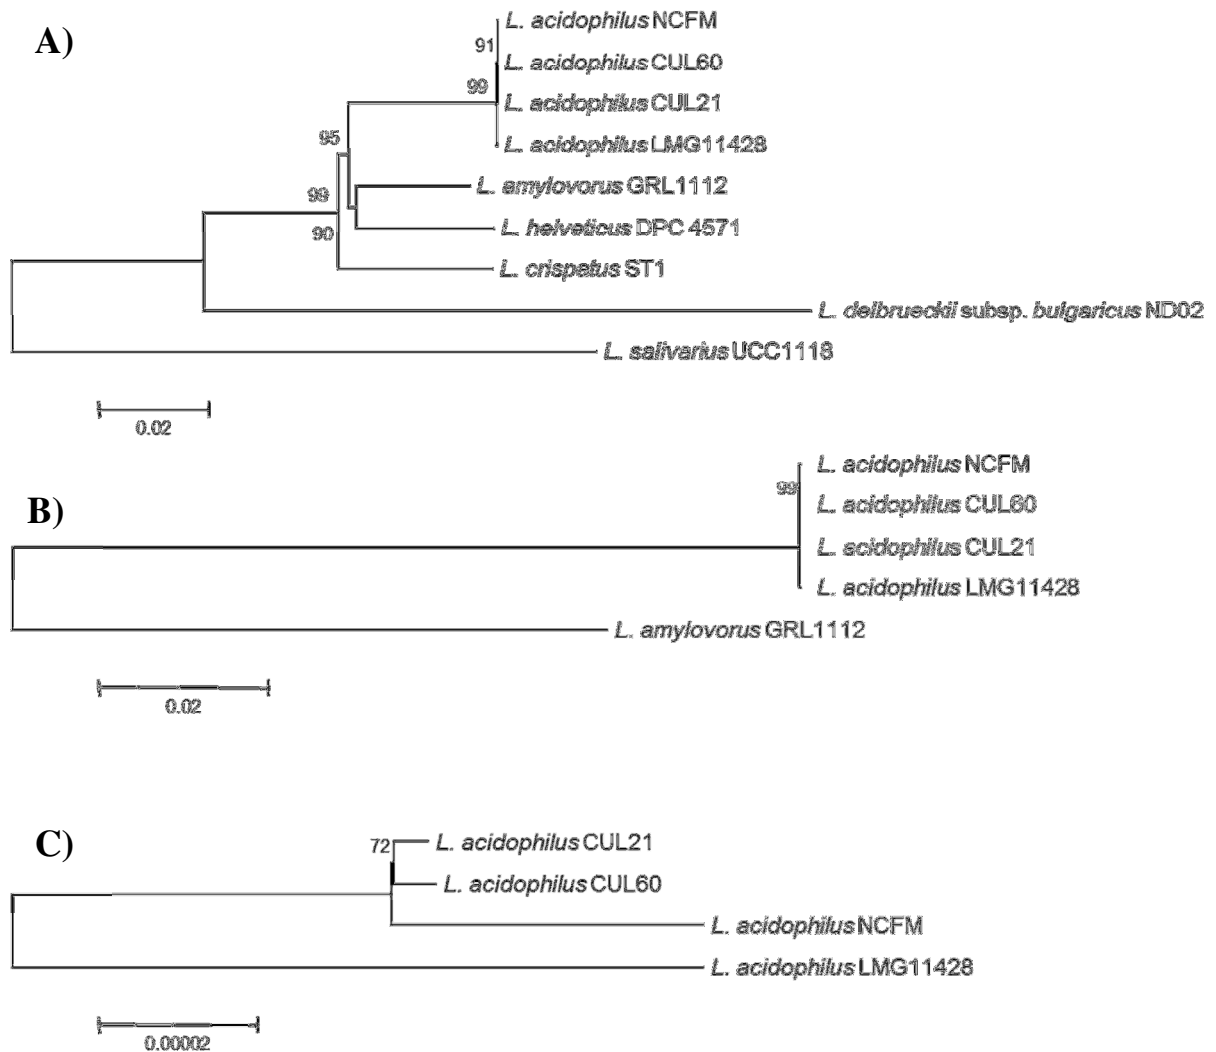 A)
L. acidophilus NCFM
91
L. acidophilus CUL60
99
L. acidophilus CUL21
95
L. acidophilus LMG11428
99
L. amylovorus GRL1112
90
L. helveticus DPC 4571
L. crispatus ST1
L. delbrueckii subsp. bulgaricus ND02
L. salivarius UCC1118
0.02
B)
L. acidophilus NCFM
99
L. acidophilus CUL60
L. acidophilus CUL21
L. acidophilus LMG11428
L. amylovorus GRL1112
0.02
C)
72
L. acidophilus CUL21
L. acidophilus CUL60
L. acidophilus NCFM
L. acidophilus LMG11428
0.00002